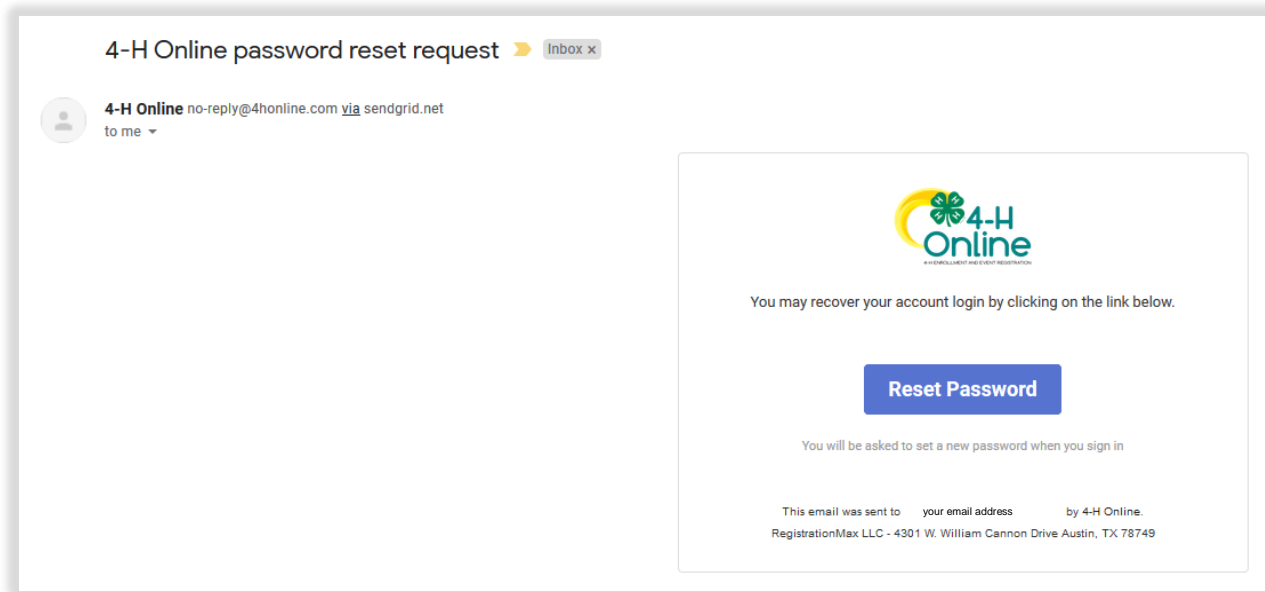 4-H Online password reset request Inbox x
4-H Online no-reply@4honline.com via sendgrid.net
to me
4-H
Online
4-H ENROLLMENT AND EVENT REGISTRATION
You may recover your account login by clicking on the link below.
Reset Password
You will be asked to set a new password when you sign in
This email was sent to your email address by 4-H Online.
RegistrationMax LLC - 4301 W. William Cannon Drive Austin, TX 78749